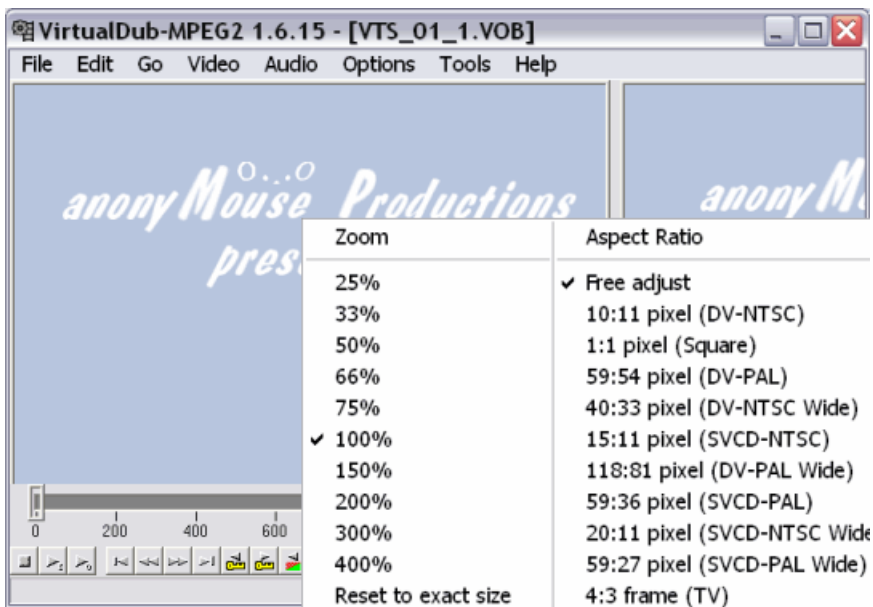 VirtualDub-MPEG2 1.6.15 - [VTS_01_1.VOB]
File Edit Go Video Audio Options Tools Help
anonyMouse Productions
anonyM
Zoom
25%
33%
50%
66%
75%
100%
150%
200%
300%
400%
Reset to exact size
Aspect Ratio
Free adjust
10:11 pixel (DV-NTSC)
1:1 pixel (Square)
59:54 pixel (DV-PAL)
40:33 pixel (DV-NTSC Wide)
15:11 pixel (SVCD-NTSC)
118:81 pixel (DV-PAL Wide)
59:36 pixel (SVCD-PAL)
20:11 pixel (SVCD-NTSC Wide
59:27 pixel (SVCD-PAL Wide)
4:3 frame (TV)
0 200 400 600